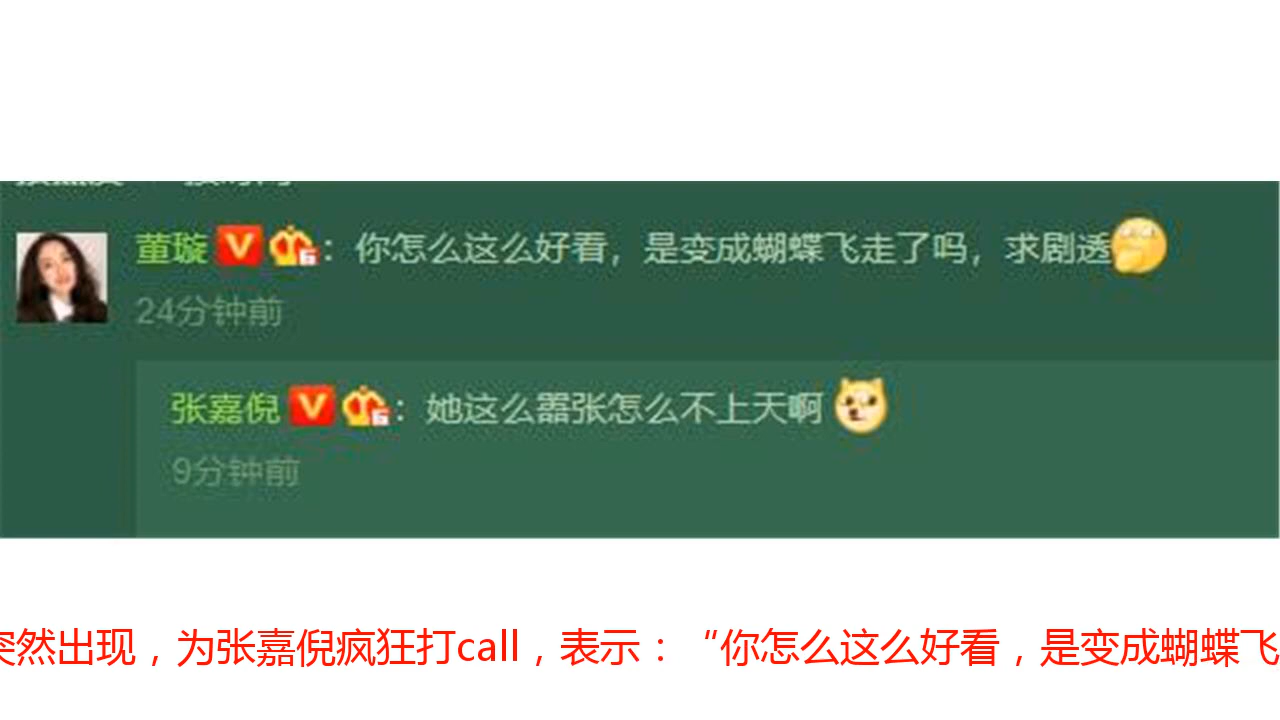 董璇：你怎么这么好看，是变成蝴蝶飞走了吗，求剧透
24分钟前
张嘉倪：她这么嚣张怎么不上天啊
9分钟前
突然出现，为张嘉倪疯狂打call，表示：“你怎么这么好看，是变成蝴蝶飞